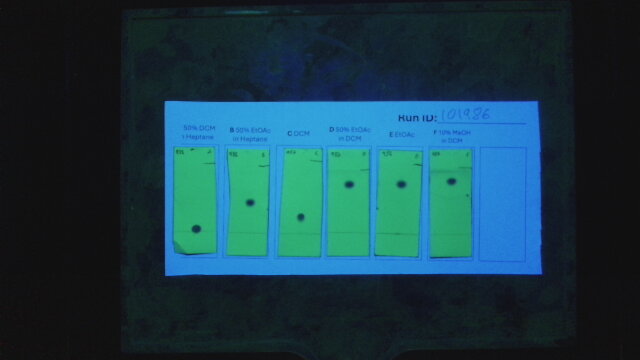 Run ID: 101986
50% DCM
in Heptane
B 50% EtOAc
in Heptane
C DCM
D 50% EtOAc
in DCM
E EtOAc
F 10% MeOH
in DCM